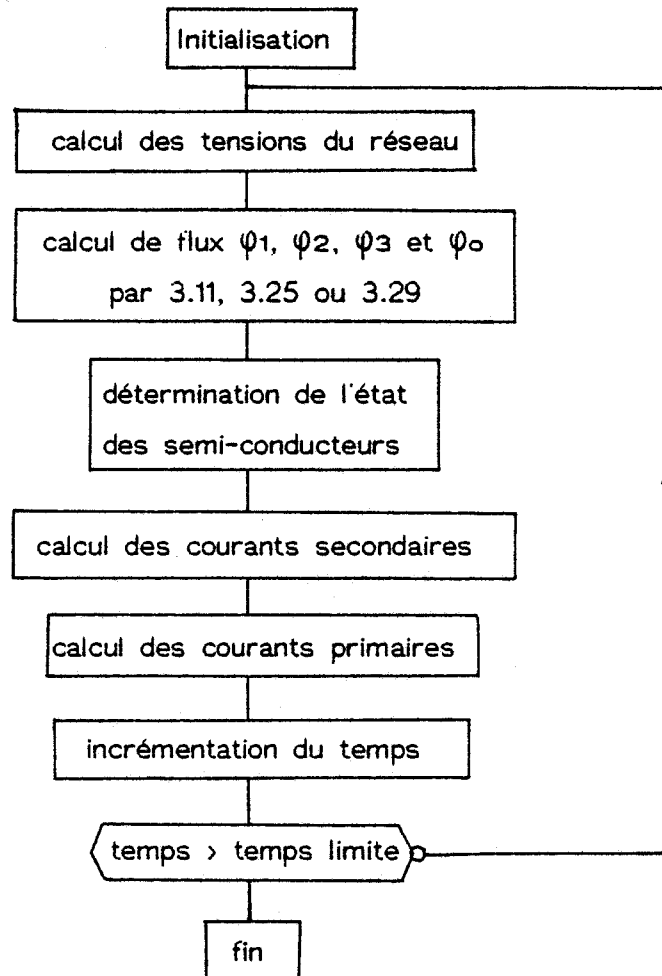 Initialisation
calcul des tensions du réseau
calcul de flux φ1, φ2, φ3 et φo
par 3.11, 3.25 ou 3.29
détermination de l'état
des semi-conducteurs
calcul des courants secondaires
calcul des courants primaires
incrémentation du temps
temps > temps limite
fin